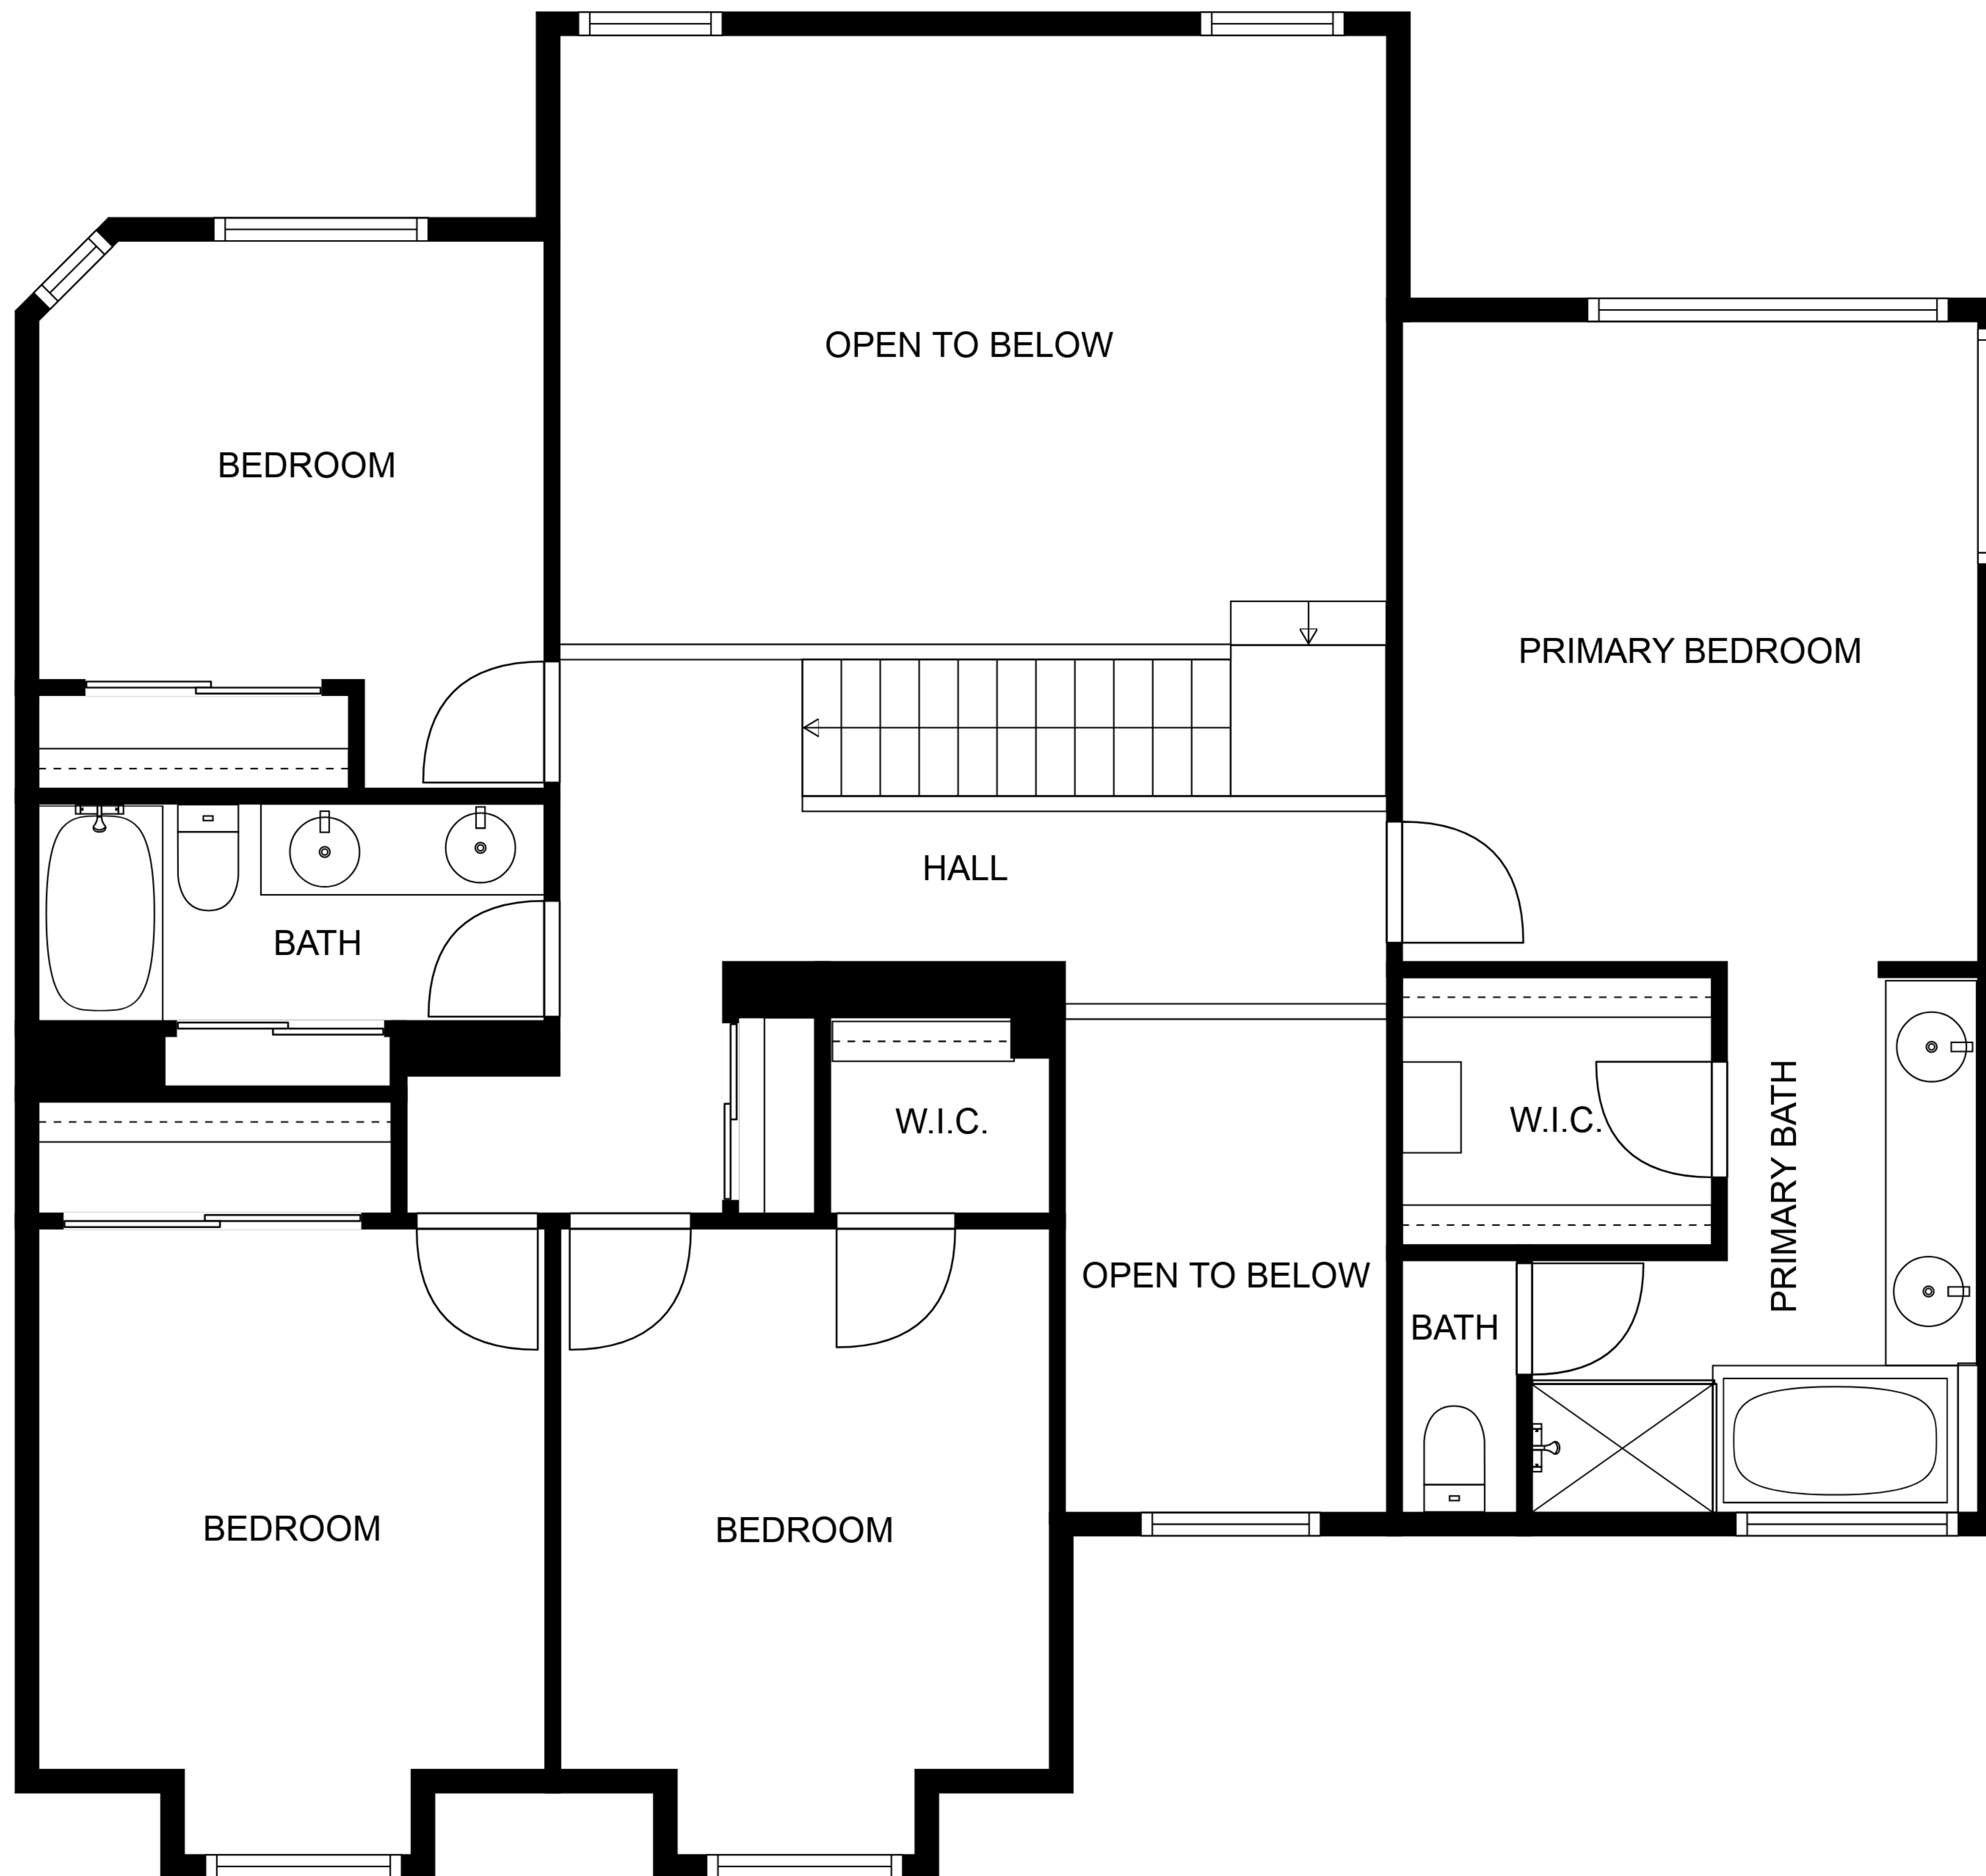 OPEN TO BELOW
BEDROOM
PRIMARY BEDROOM
HALL
BATH
W.I.C.
W.I.C.
PRIMARY BATH
OPEN TO BELOW
BATH
BEDROOM
BEDROOM